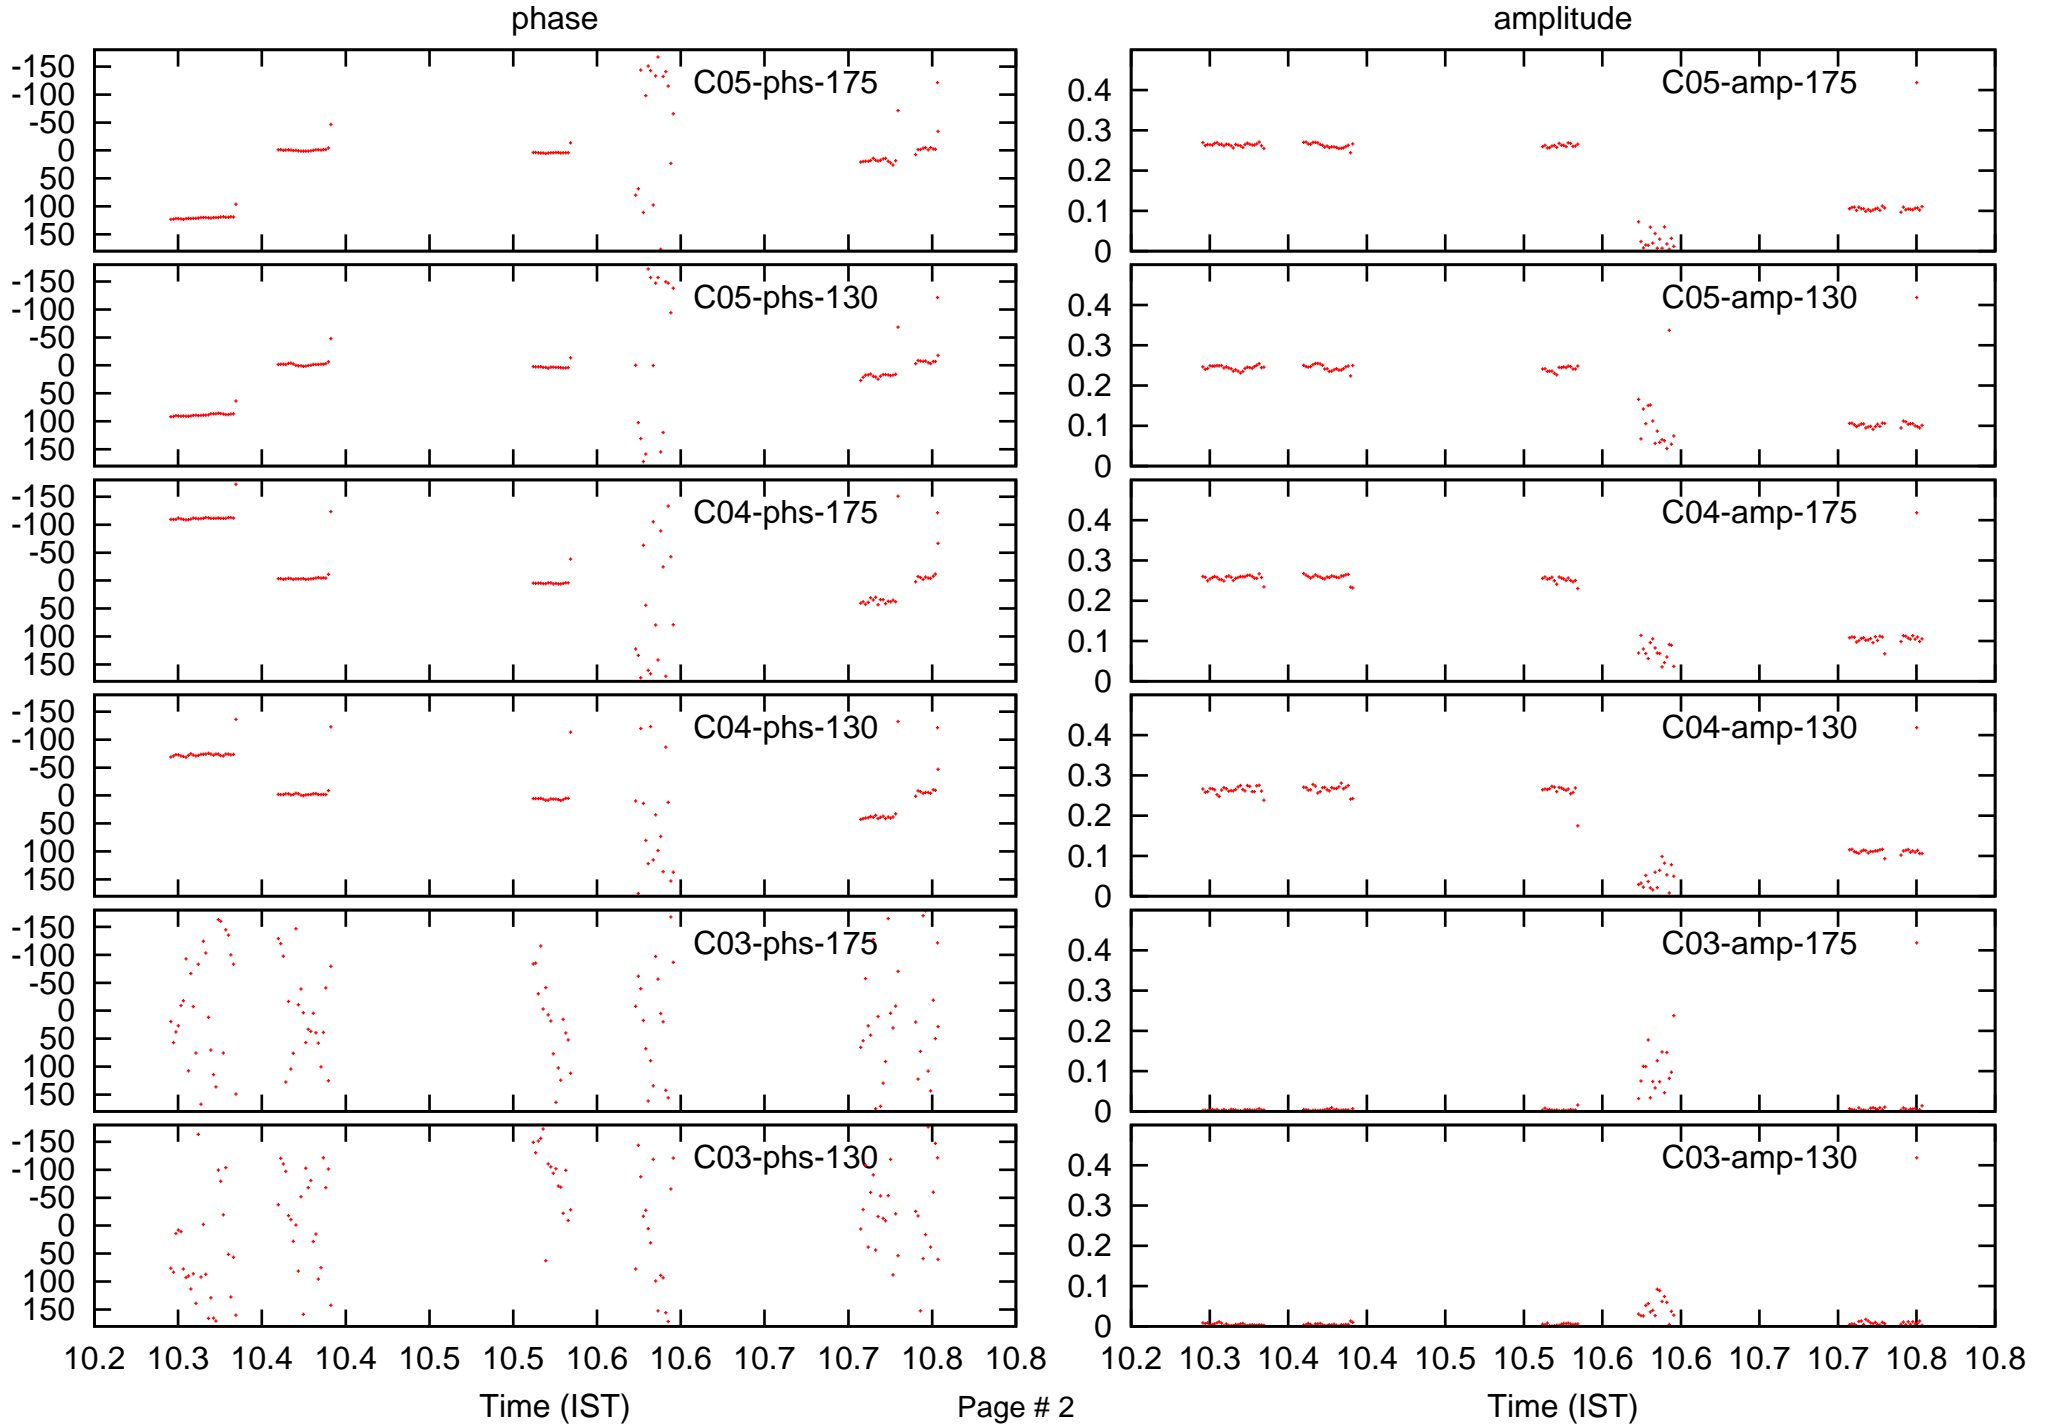 phase amplitude
-150 -100 -50 0 50 100 150 C05-phs-175 0.4 0.3 0.2 0.1 0 C05-amp-175
-150 -100 -50 0 50 100 150 C05-phs-130 0.4 0.3 0.2 0.1 0 C05-amp-130
-150 -100 -50 0 50 100 150 C04-phs-175 0.4 0.3 0.2 0.1 0 C04-amp-175
-150 -100 -50 0 50 100 150 C04-phs-130 0.4 0.3 0.2 0.1 0 C04-amp-130
-150 -100 -50 0 50 100 150 C03-phs-175 0.4 0.3 0.2 0.1 0 C03-amp-175
-150 -100 -50 0 50 100 150 C03-phs-130 0.4 0.3 0.2 0.1 0 C03-amp-130
10.2 10.3 10.4 10.4 10.5 10.5 10.6 10.6 10.7 10.7 10.8 10.8 10.2 10.3 10.4 10.4 10.5 10.5 10.6 10.6 10.7 10.7 10.8 10.8
Time (IST) Page # 2 Time (IST)